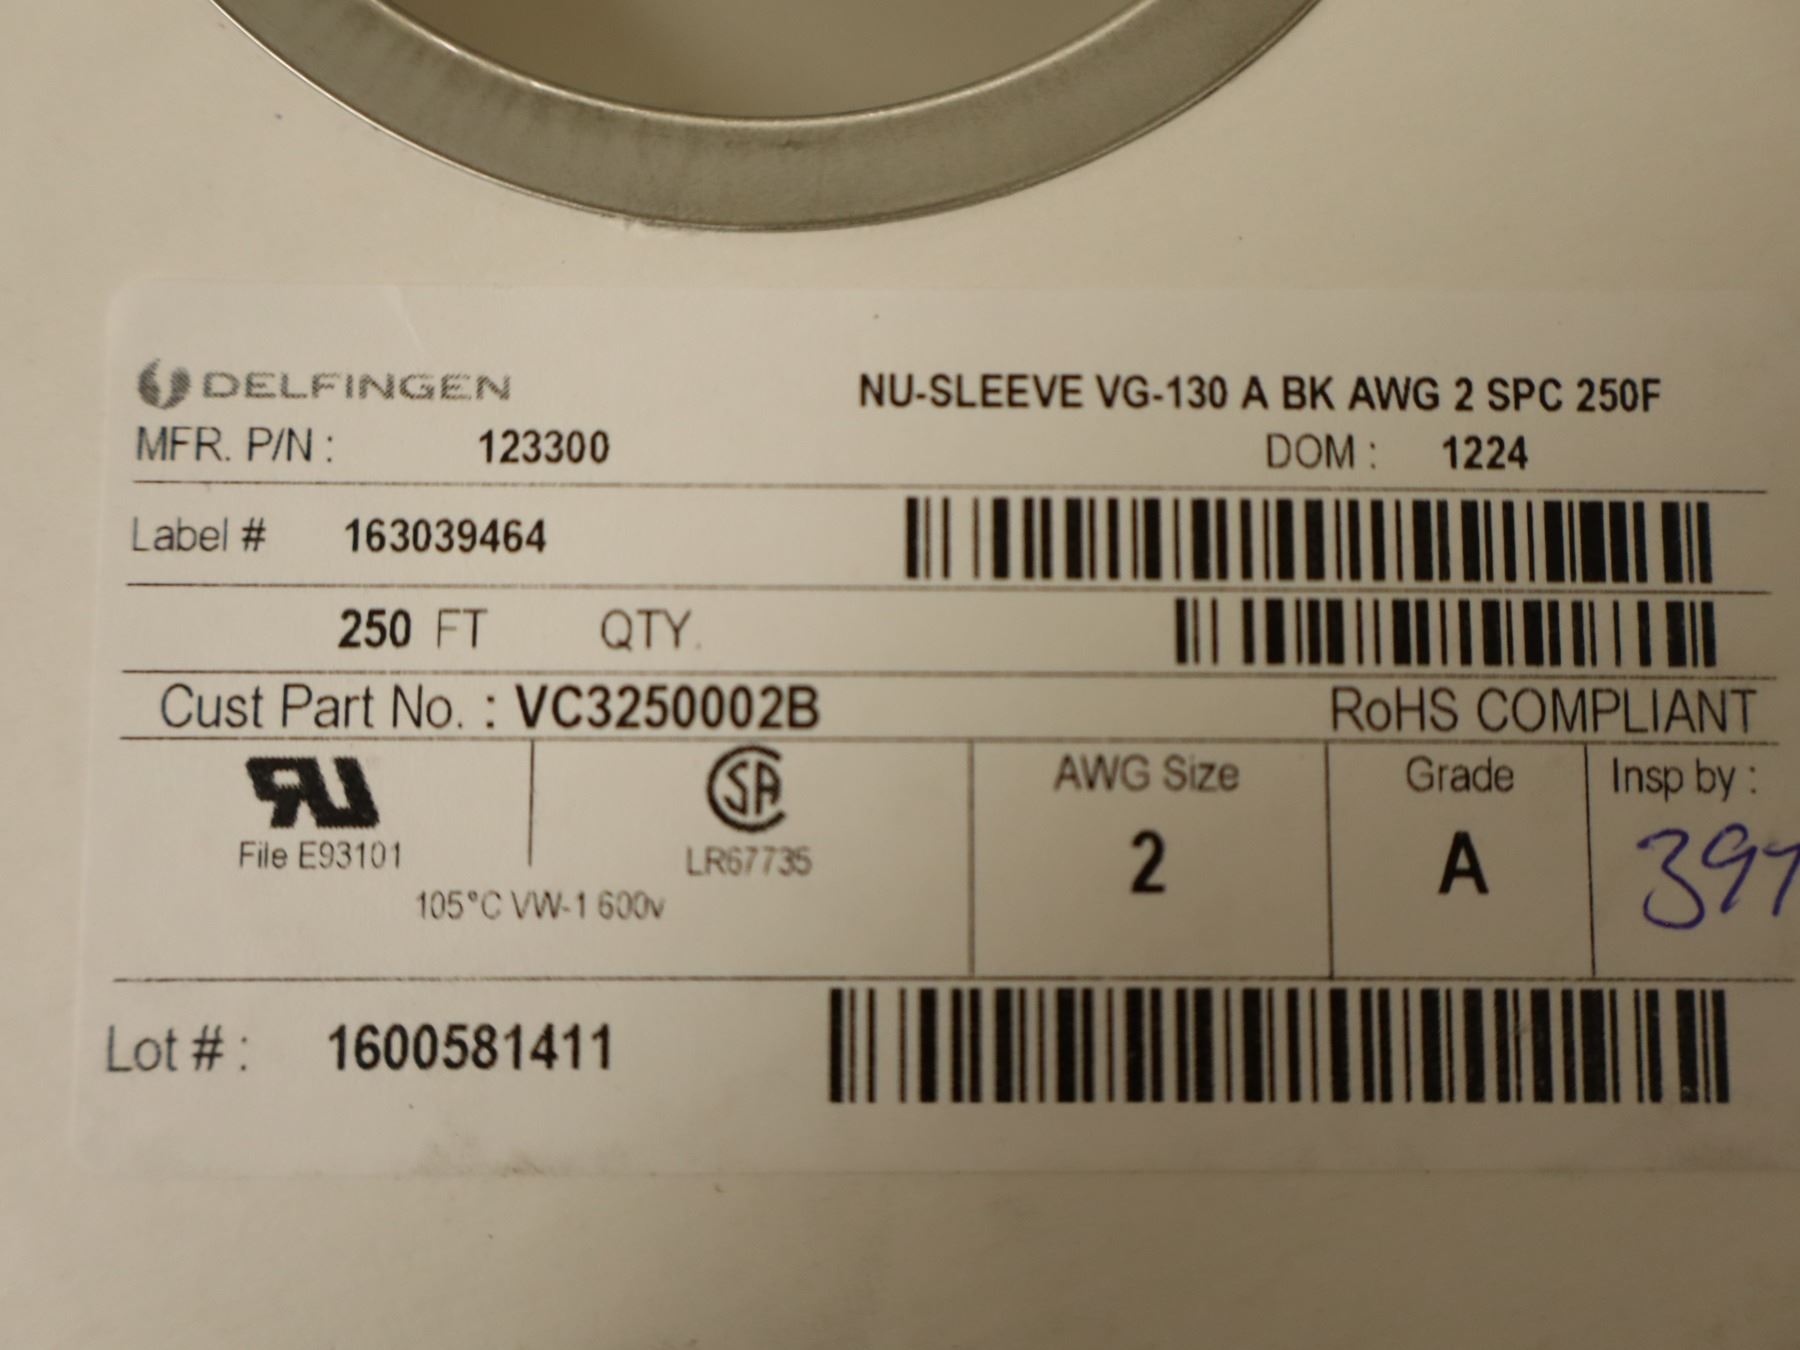 DELFINGEN NU-SLEEVE VG-130 A BK AWG 2 SPC 250F
MFR. P/N : 123300 DOM : 1224
Label # 163039464
250 FT QTY.
Cust Part No. : VC3250002B RoHS COMPLIANT
RU SA AWG Size Grade Insp by :
File E93101 LR67735 2 A
105°C VW-1 600v
Lot # : 1600581411